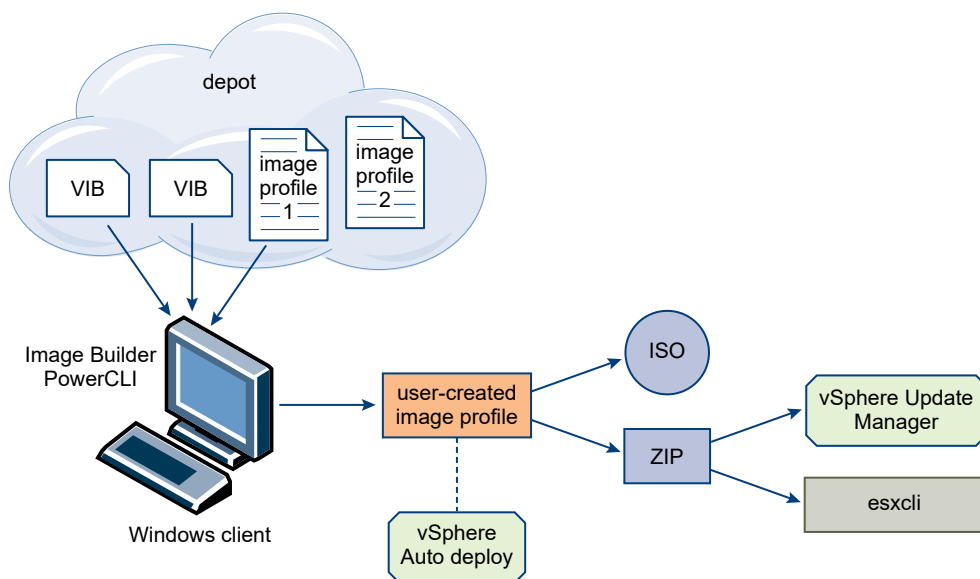 depot
VIB
VIB
image
profile
1
image
profile
2
Image Builder
PowerCLI
Windows client
user-created
image profile
vSphere
Auto deploy
ISO
ZIP
vSphere Update
Manager
esxcli